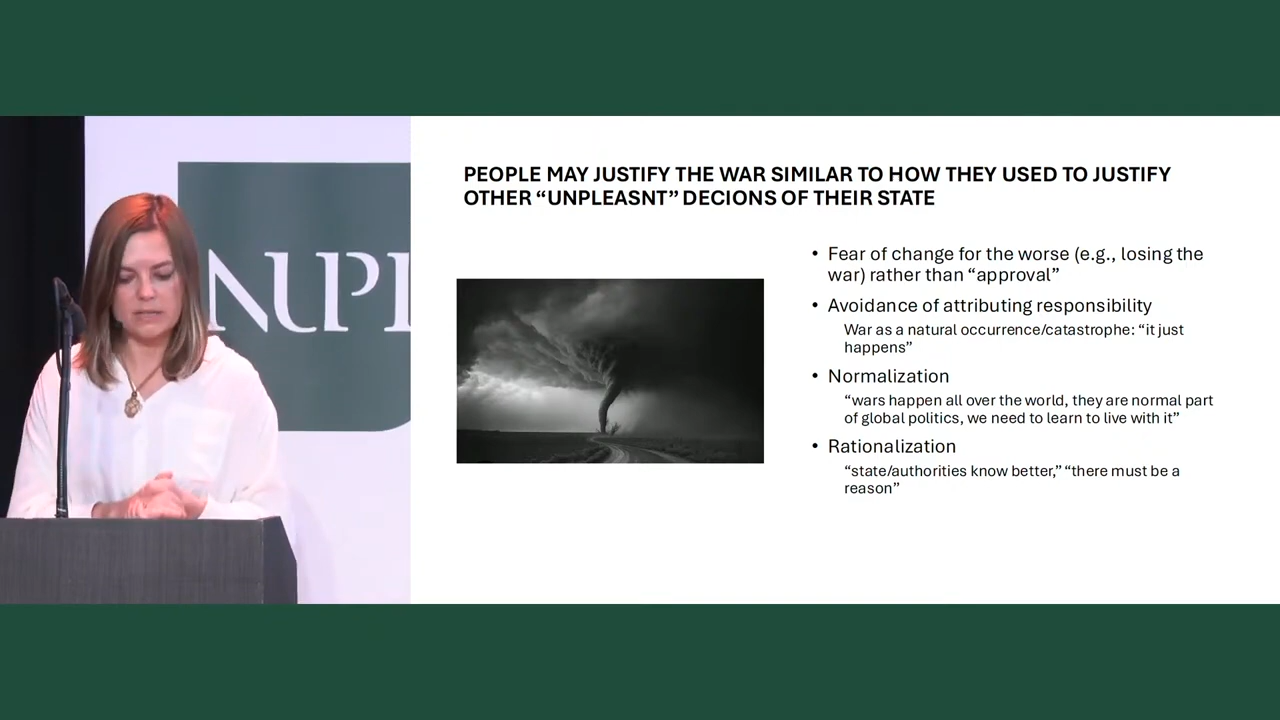 NUPI
PEOPLE MAY JUSTIFY THE WAR SIMILAR TO HOW THEY USED TO JUSTIFY
OTHER “UNPLEASNT” DECIONS OF THEIR STATE
• Fear of change for the worse (e.g., losing the
war) rather than “approval”
• Avoidance of attributing responsibility
War as a natural occurrence/catastrophe: “it just
happens”
• Normalization
“wars happen all over the world, they are normal part
of global politics, we need to learn to live with it”
• Rationalization
“state/authorities know better,” “there must be a
reason”